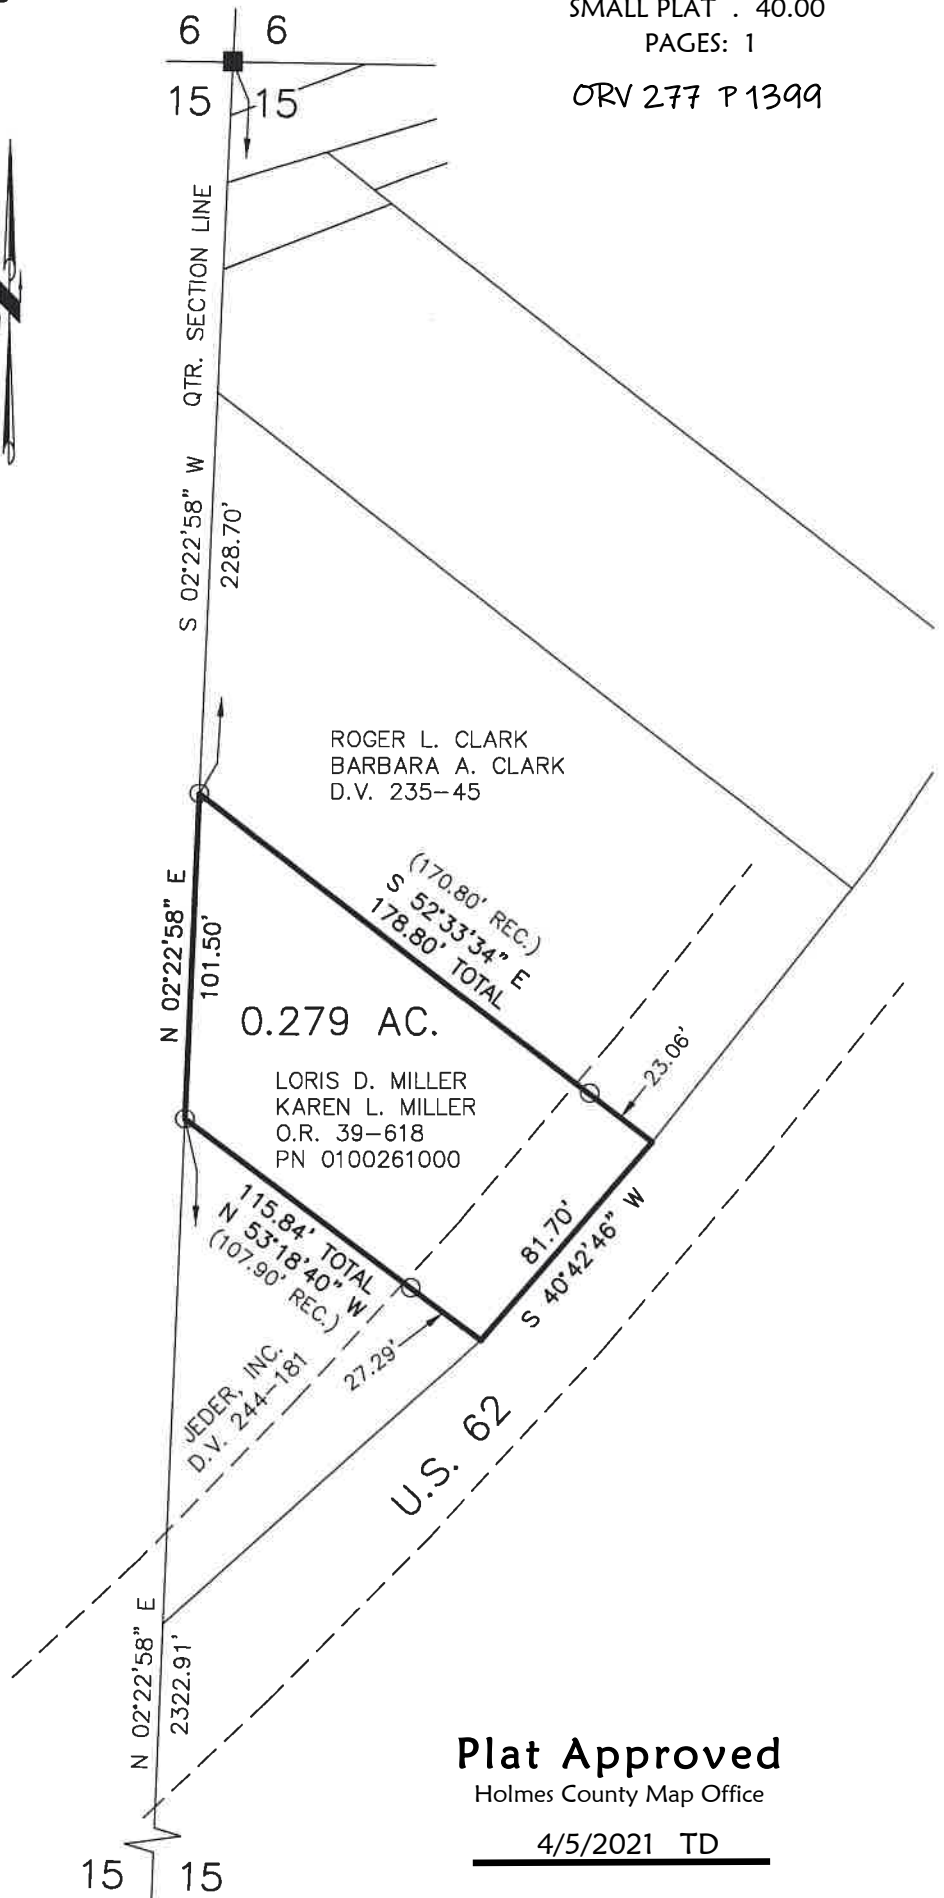 SMALL PLAT . 40.00
PAGES: 1
ORV 277 P 1399
6 6
15 15
QTR. SECTION LINE
S 02°22'58" W
228.70'
ROGER L. CLARK
BARBARA A. CLARK
D.V. 235-45
(170.80' REC.)
S 52°33'34" E
178.80' TOTAL
N 02°22'58" E
101.50'
0.279 AC.
23.06'
LORIS D. MILLER
KAREN L. MILLER
O.R. 39-618
PN 0100261000
115.84' TOTAL
N 53°18'40" W
(107.90' REC.)
81.70'
S 40°42'46" W
27.29'
JEDER, INC.
D.V. 244-181
U.S. 62
N 02°22'58" E
2322.91'
Plat Approved
Holmes County Map Office
4/5/2021 TD
15 15